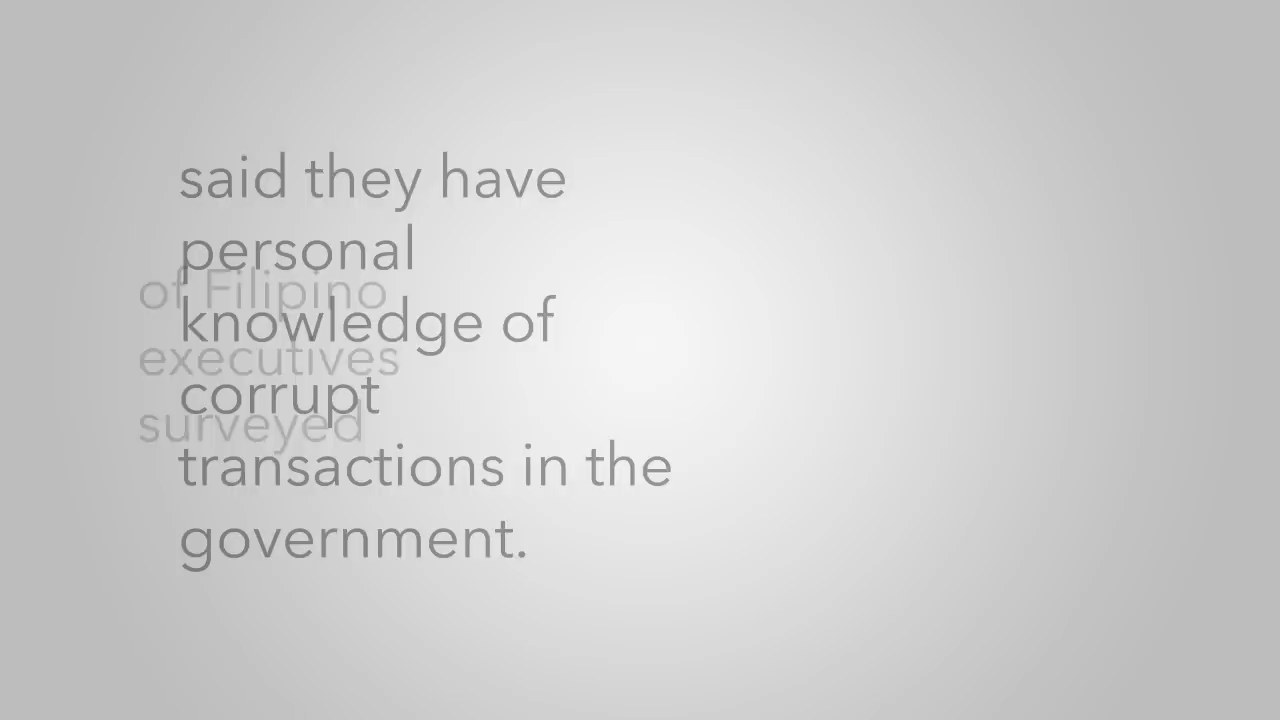 said they have
personal
of Filipino
knowledge of
executives
corrupt
surveyed
transactions in the
government.